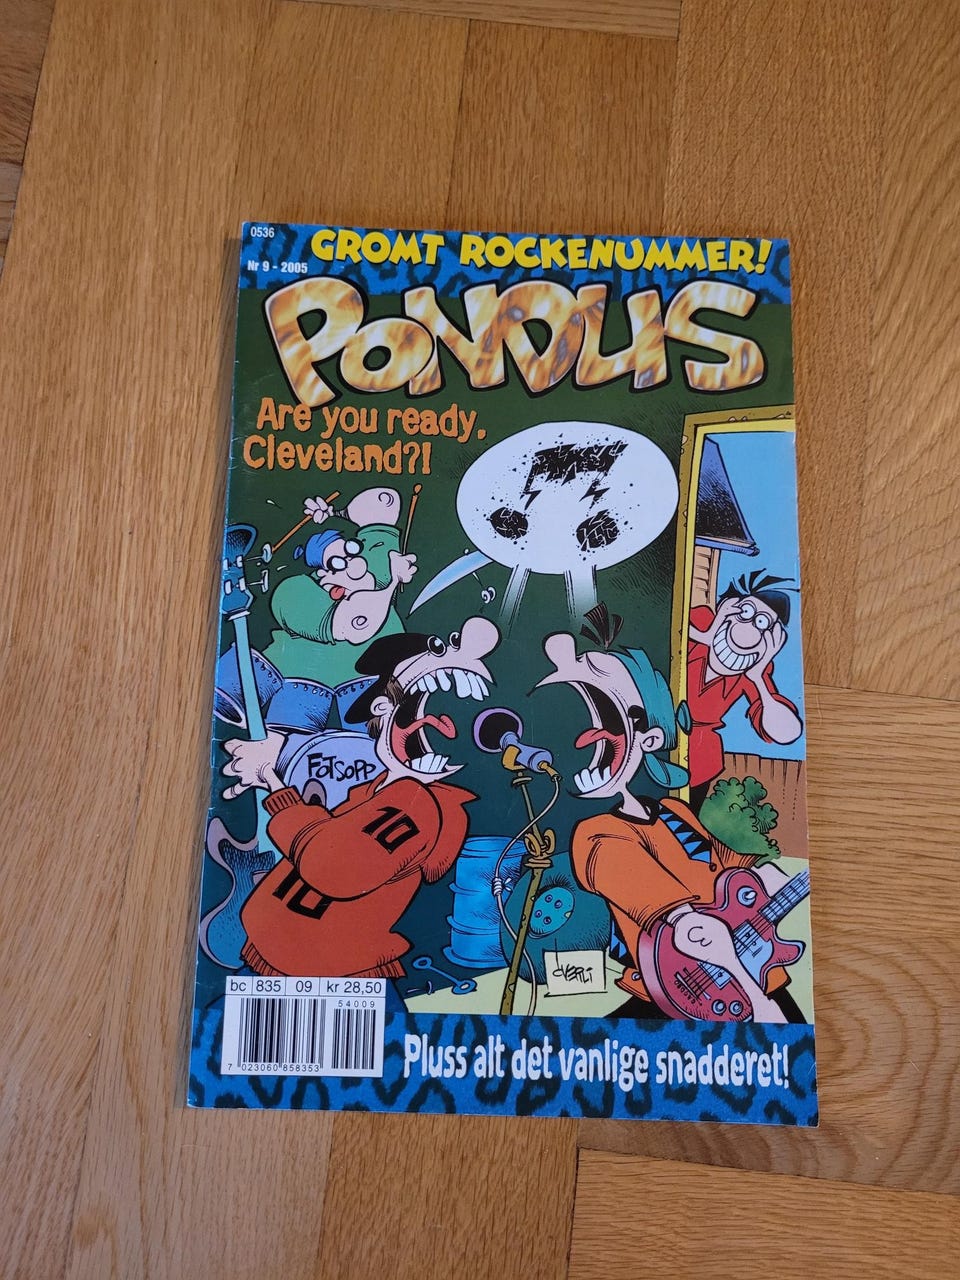 0536
GROMT ROCKENUMMER!
Nr 9 - 2005
PONDUS
Are you ready,
Cleveland?!
FOTSOPP
10
10
ØVERLI
bc 835 09 kr 28,50
54009
7 023060 858353
Pluss alt det vanlige snadderet!